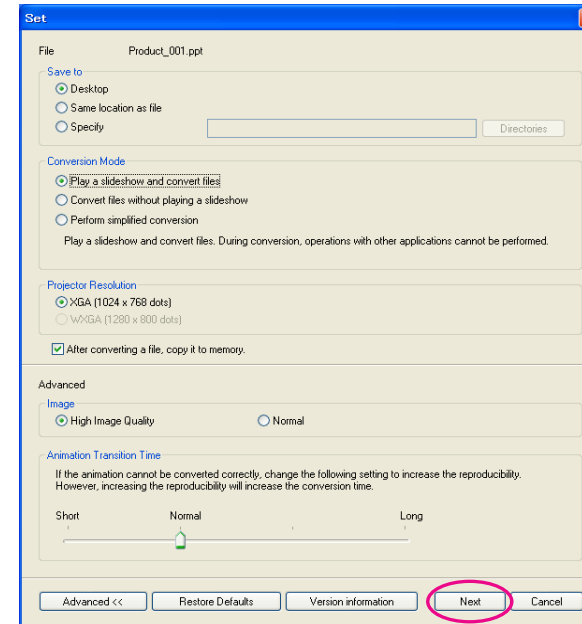 Set
File Product_001.ppt
Save to
Desktop
Same location as file
Specify Directories
Conversion Mode
Play a slideshow and convert files
Convert files without playing a slideshow
Perform simplified conversion
Play a slideshow and convert files. During conversion, operations with other applications cannot be performed.
Projector Resolution
XGA (1024 x 768 dots)
WXGA (1280 x 800 dots)
After converting a file, copy it to memory.
Advanced
Image
High Image Quality Normal
Animation Transition Time
If the animation cannot be converted correctly, change the following setting to increase the reproducibility.
However, increasing the reproducibility will increase the conversion time.
Short Normal Long
Advanced << Restore Defaults Version information Next Cancel